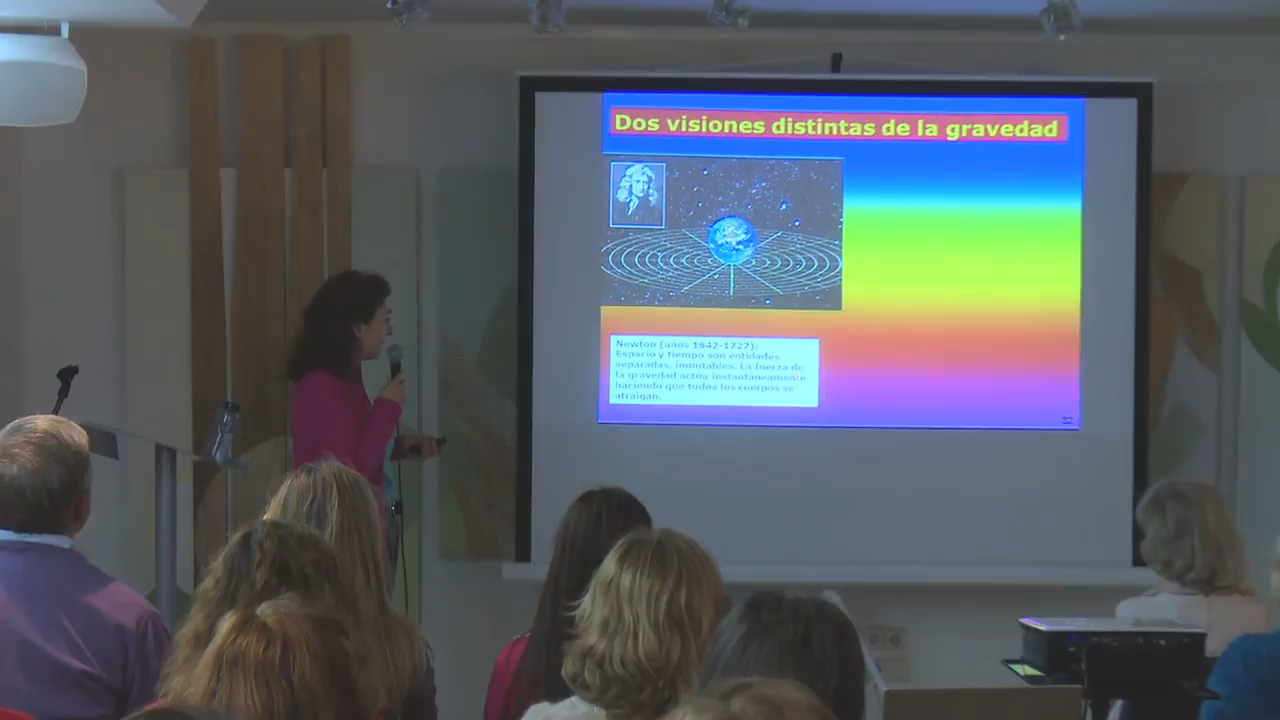 Dos visiones distintas de la gravedad
Newton (años 1642-1727):
Espacio y tiempo son entidades
separadas, inmutables. La fuerza de
la gravedad actúa instantáneamente
haciendo que todos los cuerpos se
atraigan.